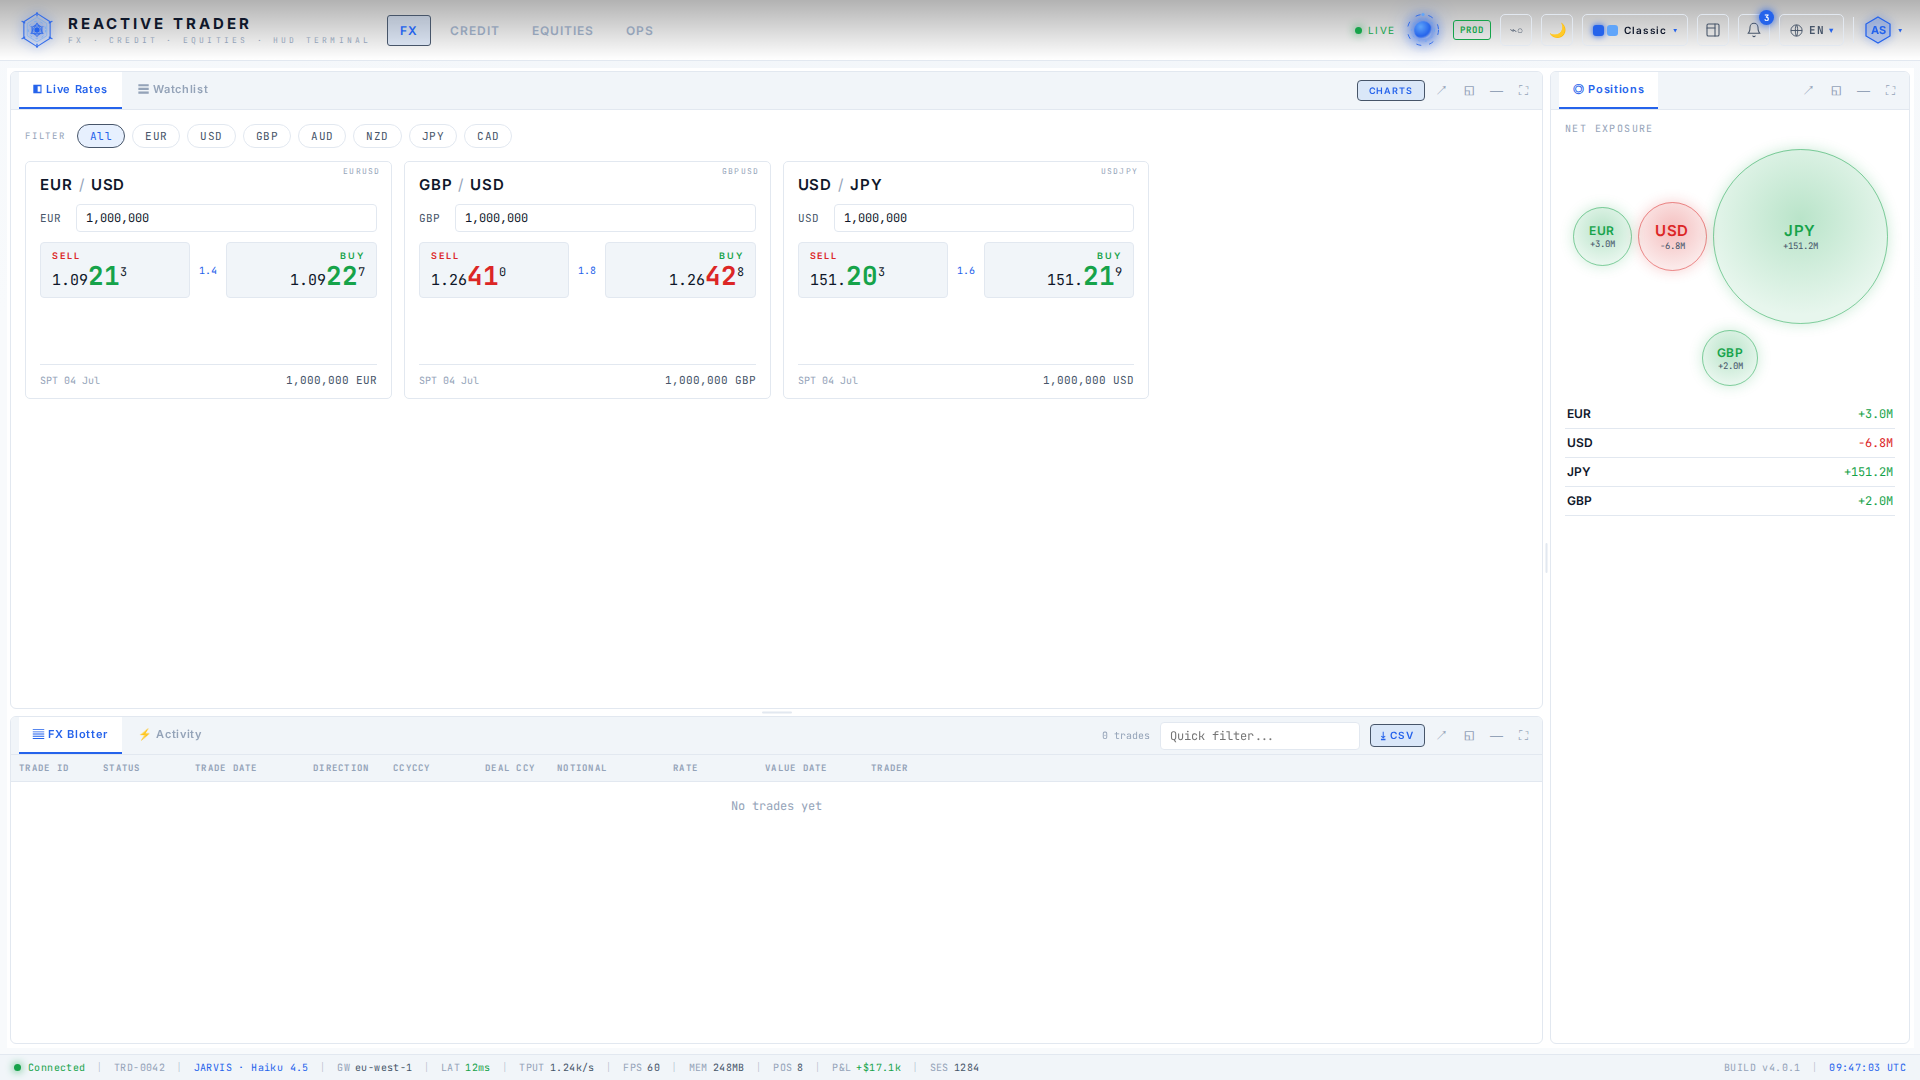 REACTIVE TRADER
FX · CREDIT · EQUITIES · HUD TERMINAL
FX CREDIT EQUITIES OPS
LIVE PROD Classic 3 EN AS
Live Rates Watchlist CHARTS
FILTER All EUR USD GBP AUD NZD JPY CAD
EURUSD
EUR / USD
EUR 1,000,000
SELL BUY
1.09213 1.4 1.09227
SPT 04 Jul 1,000,000 EUR
GBPUSD
GBP / USD
GBP 1,000,000
SELL BUY
1.26410 1.8 1.26428
SPT 04 Jul 1,000,000 GBP
USDJPY
USD / JPY
USD 1,000,000
SELL BUY
151.203 1.6 151.219
SPT 04 Jul 1,000,000 USD
Positions
NET EXPOSURE
EUR
+3.0M
USD
-6.8M
JPY
+151.2M
GBP
+2.0M
EUR +3.0M
USD -6.8M
JPY +151.2M
GBP +2.0M
FX Blotter Activity 0 trades Quick filter... CSV
TRADE ID STATUS TRADE DATE DIRECTION CCYCCY DEAL CCY NOTIONAL RATE VALUE DATE TRADER
No trades yet
Connected TRD-0042 JARVIS · Haiku 4.5 GW eu-west-1 LAT 12ms TPUT 1.24k/s FPS 60 MEM 248MB POS 8 P&L +$17.1k SES 1284 BUILD v4.0.1 09:47:03 UTC